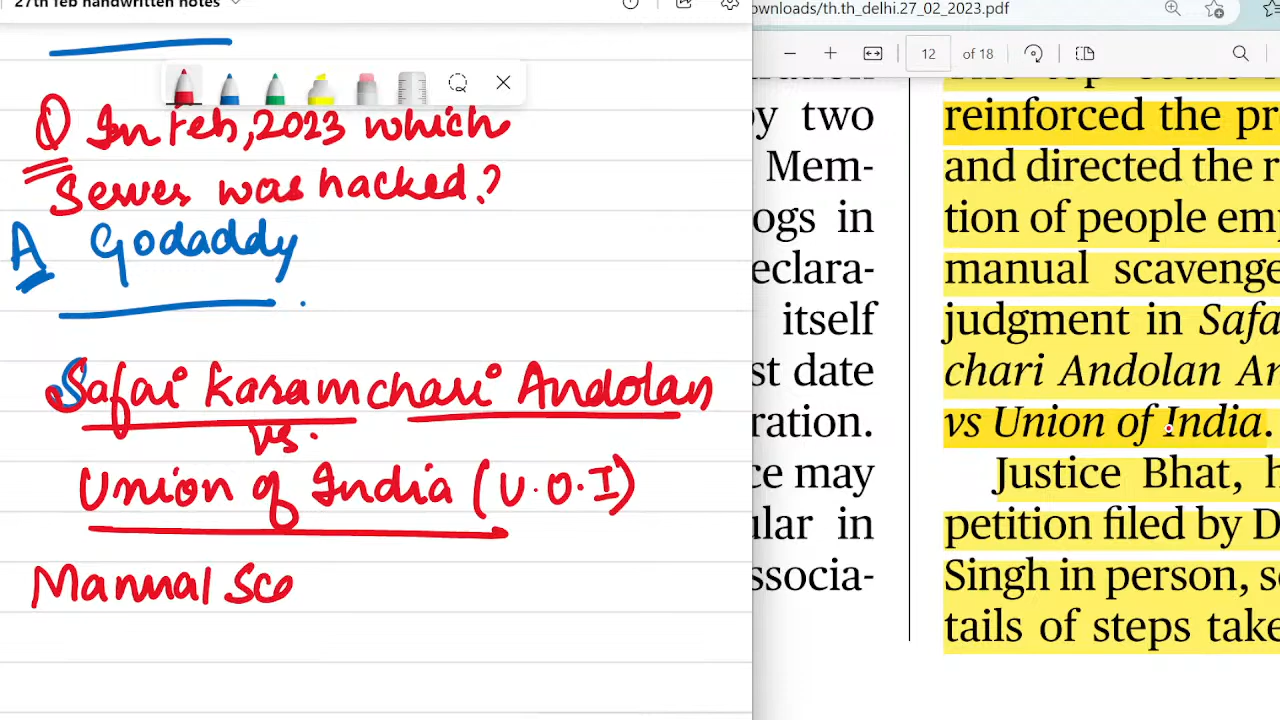 27th feb handwritten notes
Q In Feb, 2023 which
Server was hacked?
A Godaddy
Safai Karamchari Andolan
vs.
Union of India (U.O.I)
Manual Sca
ownloads/th.th_delhi.27_02_2023.pdf
12 of 18
by two
Mem-
ogs in
eclara-
itself
st date
ration.
ce may
ular in
ssocia-
reinforced the pr
and directed the r
tion of people emp
manual scavenge
judgment in Safa
chari Andolan An
vs Union of India.
Justice Bhat, h
petition filed by D
Singh in person, s
tails of steps take